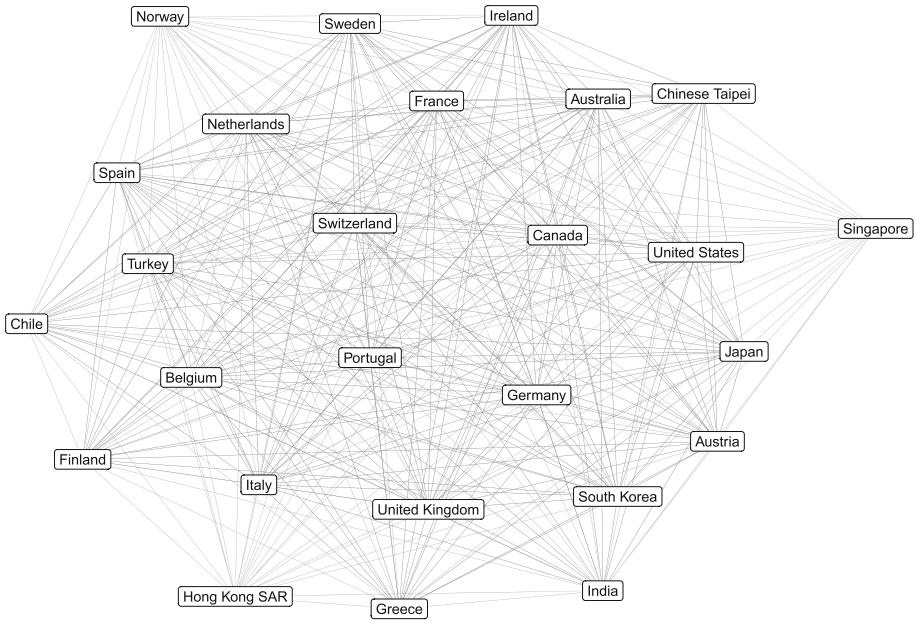 Norway
Sweden
Ireland
Chinese Taipei
France
Australia
Netherlands
Spain
Switzerland
Canada
Singapore
United States
Turkey
Chile
Portugal
Japan
Belgium
Germany
Austria
Finland
Italy
South Korea
United Kingdom
India
Hong Kong SAR
Greece